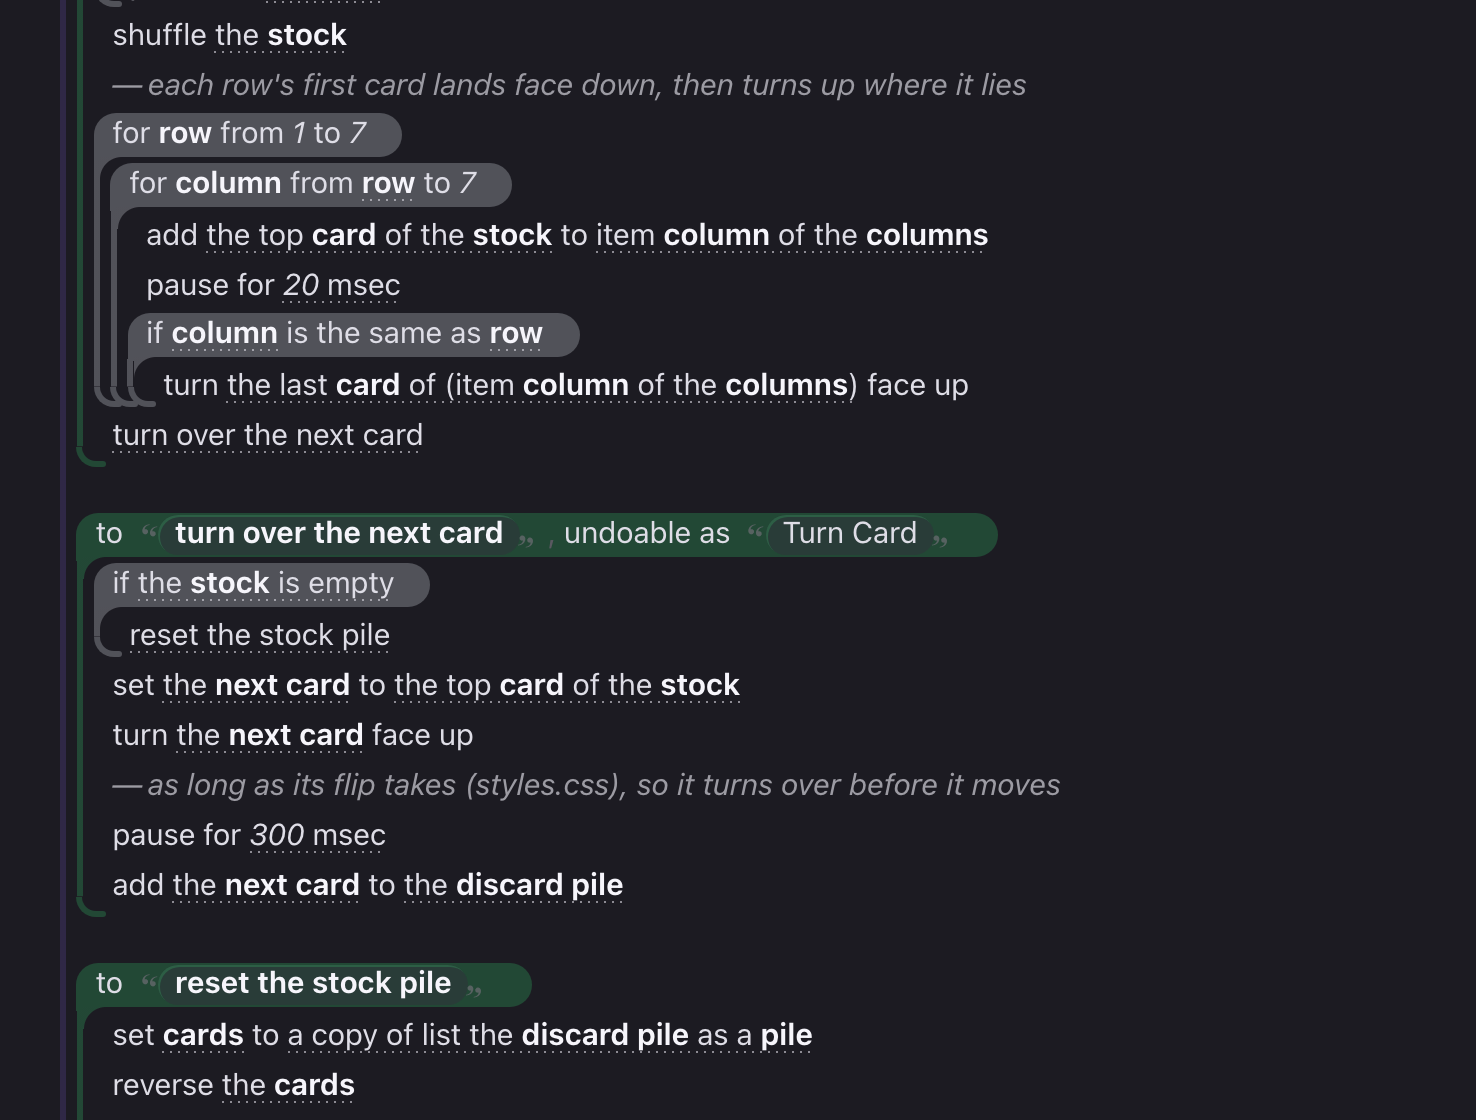 shuffle the stock
— each row's first card lands face down, then turns up where it lies
for row from 1 to 7
for column from row to 7
add the top card of the stock to item column of the columns
pause for 20 msec
if column is the same as row
turn the last card of (item column of the columns) face up
turn over the next card
to “turn over the next card„ , undoable as “Turn Card„
if the stock is empty
reset the stock pile
set the next card to the top card of the stock
turn the next card face up
— as long as its flip takes (styles.css), so it turns over before it moves
pause for 300 msec
add the next card to the discard pile
to “reset the stock pile„
set cards to a copy of list the discard pile as a pile
reverse the cards